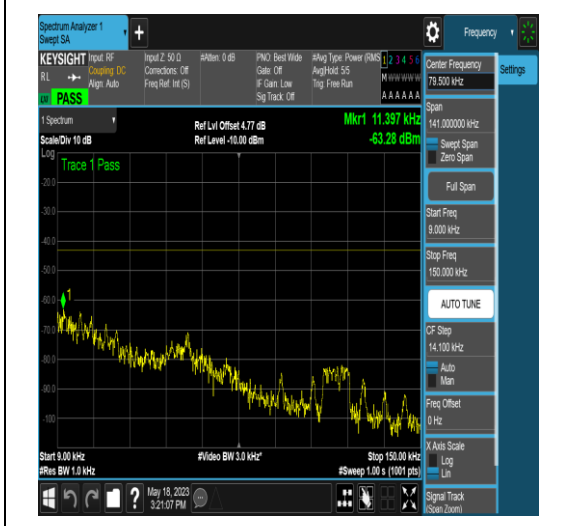 Spectrum Analyzer 1
Swept SA
+
Frequency
KEYSIGHT
Input: RF
Coupling: DC
Align: Auto
Input Z: 50 Ω
Corrections: Off
Freq Ref: Int (S)
#Atten: 0 dB
PNO: Best Wide
Gate: Off
IF Gain: Low
Sig Track: Off
#Avg Type: Power (RMS
Avg|Hold: 5/5
Trig: Free Run
1 2 3 4 5 6
M W W W W W
A A A A A A
R L
PASS
1 Spectrum
Scale/Div 10 dB
Ref Lvl Offset 4.77 dB
Ref Level -10.00 dBm
Mkr1 11.397 kHz
-63.28 dBm
Log
Trace 1 Pass
-20.0
-30.0
-40.0
-50.0
-60.0
-70.0
-80.0
-90.0
-100
1
Start 9.00 kHz
#Res BW 1.0 kHz
#Video BW 3.0 kHz*
Stop 150.00 kHz
#Sweep 1.00 s (1001 pts)
?
May 18, 2023
3:21:07 PM
Center Frequency
79.500 kHz
Settings
Span
141.000000 kHz
Swept Span
Zero Span
Full Span
Start Freq
9.000 kHz
Stop Freq
150.000 kHz
AUTO TUNE
CF Step
14.100 kHz
Auto
Man
Freq Offset
0 Hz
X Axis Scale
Log
Lin
Signal Track
(Span Zoom)